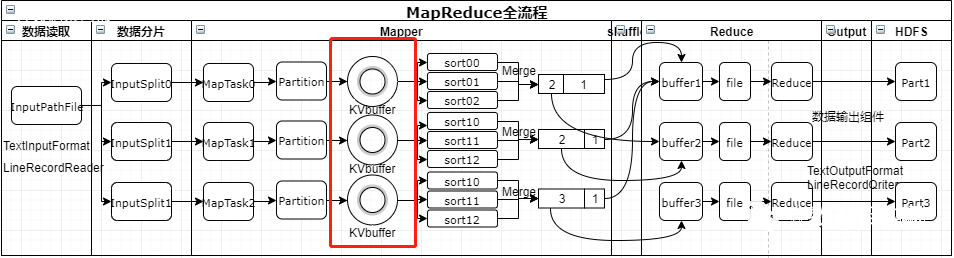 MapReduce全流程
数据读取 数据分片 Mapper shuffle Reduce Output HDFS
InputPathFile
TextInputFormat
LineRecordReader
InputSplit0 MapTask0 Partition KVbuffer
sort00
sort01
sort02
Merge
2 1
buffer1 file Reduce Part1
InputSplit1 MapTask1 Partition KVbuffer
sort10
sort11
sort12
Merge
2 1
buffer2 file Reduce Part2
数据输出组件
InputSplit1 MapTask2 Partition KVbuffer
sort10
sort11
sort12
Merge
3 1
buffer3 file Reduce Part3
TextOutputFormat
LineRecordQriter